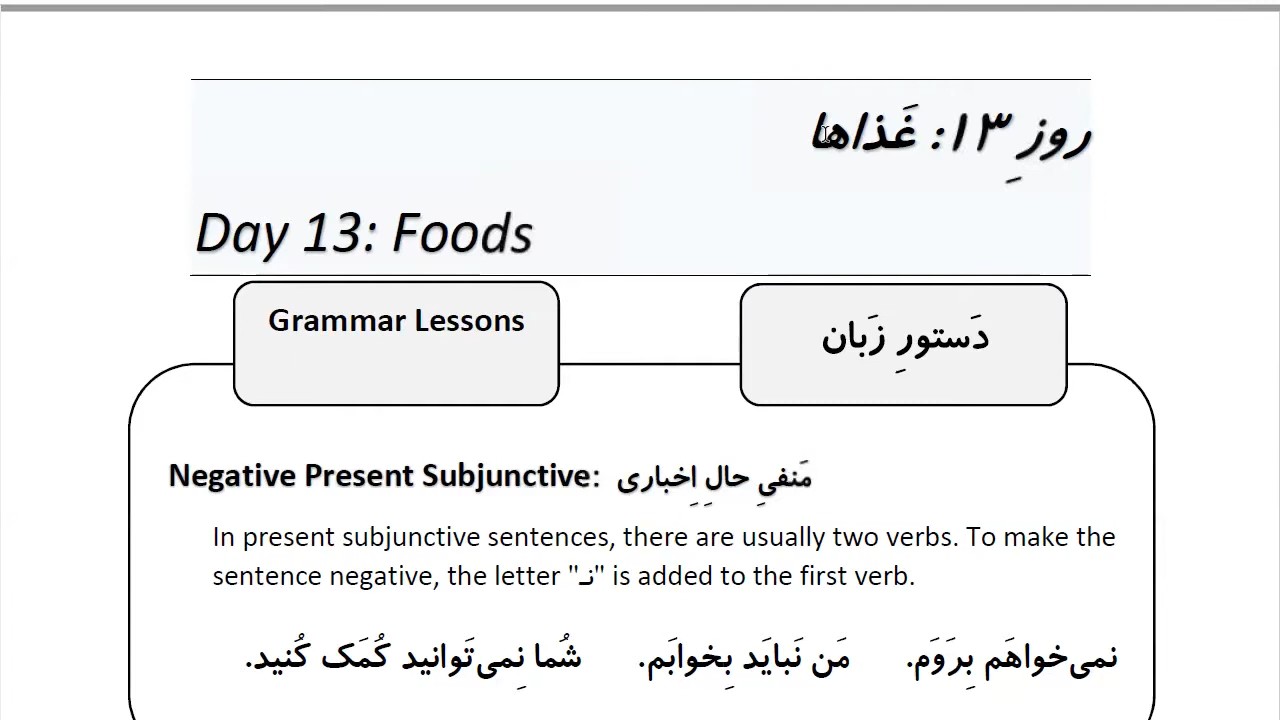 روزِ ۱۳: غَذاها
Day 13: Foods
Grammar Lessons
دَستورِ زَبان
Negative Present Subjunctive: مَنفیِ حالِ اِخباری
In present subjunctive sentences, there are usually two verbs. To make the
sentence negative, the letter "نـ" is added to the first verb.
نمی‌خواهَم بِرَوَم. مَن نَبایَد بِخوابَم. شُما نِمی‌تَوانید کُمَک کُنید.